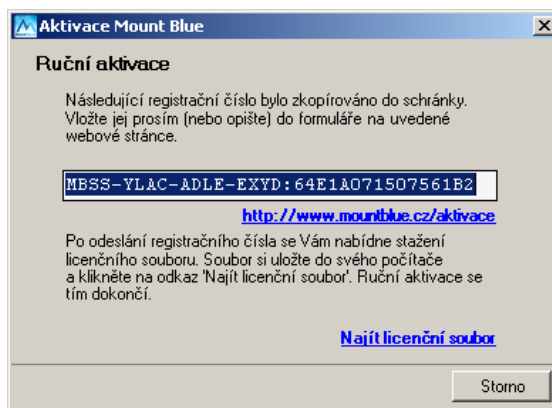 Aktivace Mount Blue
Ruční aktivace
Následující registrační číslo bylo zkopírováno do schránky.
Vložte jej prosím (nebo opište) do formuláře na uvedené
webové stránce.
MBSS-YLAC-ADLE-EXYD:64E1A071507561B2
http://www.mountblue.cz/aktivace
Po odeslání registračního čísla se Vám nabídne stažení
licenčního souboru. Soubor si uložte do svého počítače
a klikněte na odkaz 'Najít licenční soubor'. Ruční aktivace se
tím dokončí.
Najít licenční soubor
Storno